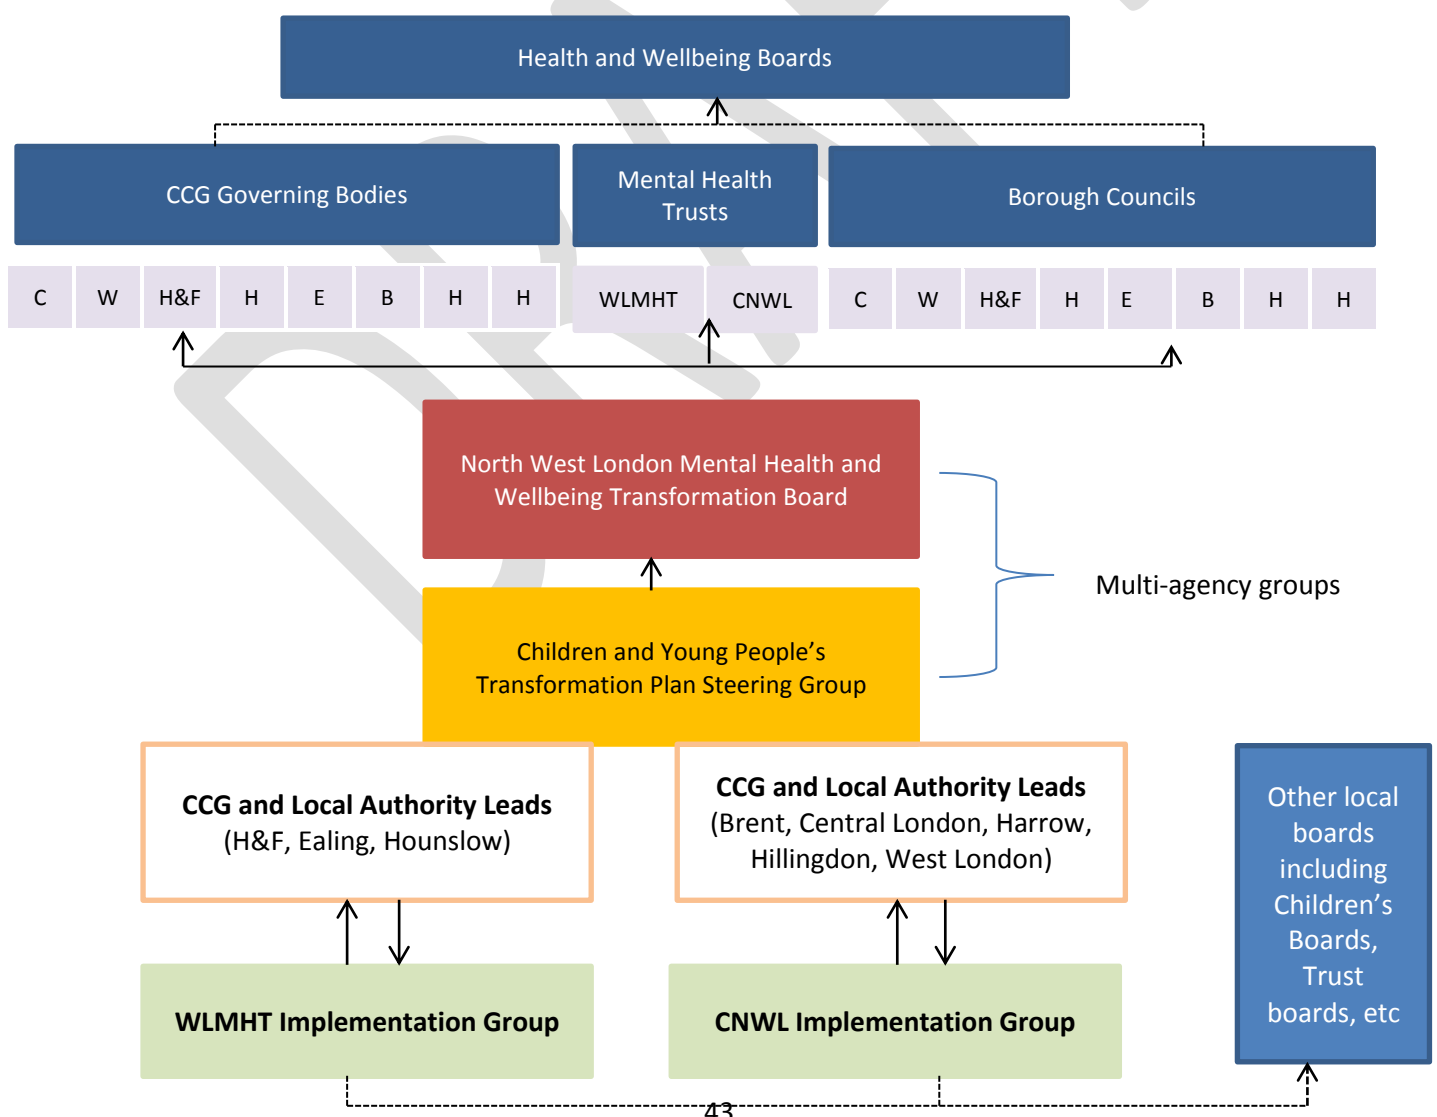 Health and Wellbeing Boards
CCG Governing Bodies
Mental Health
Trusts
Borough Councils
C W H&F H E B H H
WLMHT CNWL
C W H&F H E B H H
North West London Mental Health and
Wellbeing Transformation Board
Multi-agency groups
Children and Young People’s
Transformation Plan Steering Group
CCG and Local Authority Leads
(H&F, Ealing, Hounslow)
CCG and Local Authority Leads
(Brent, Central London, Harrow,
Hillingdon, West London)
Other local
boards
including
Children’s
Boards,
Trust
boards, etc
WLMHT Implementation Group
CNWL Implementation Group
43